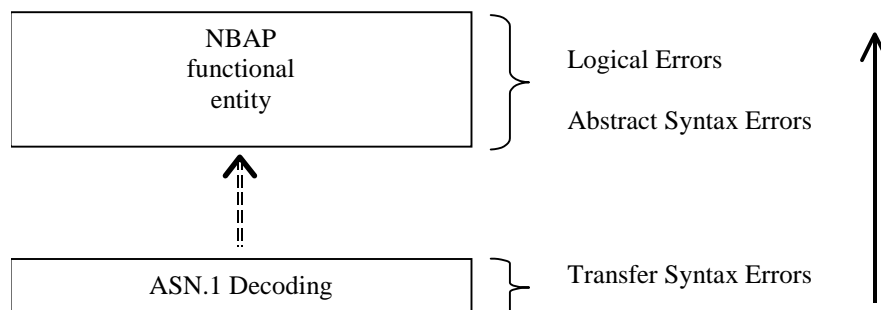 NBAP
functional
entity
Logical Errors
Abstract Syntax Errors
ASN.1 Decoding
Transfer Syntax Errors